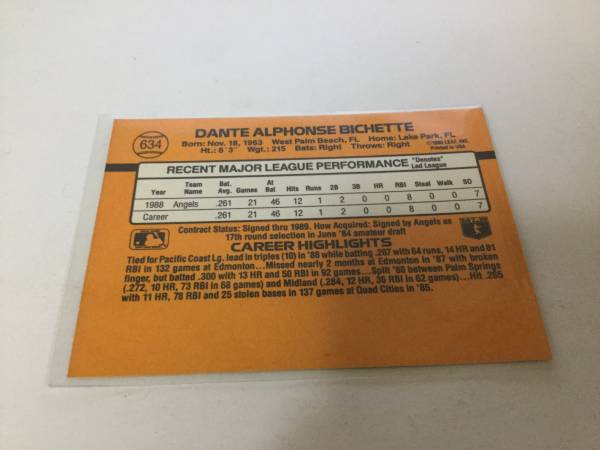 634
DANTE ALPHONSE BICHETTE
Born: Nov. 18, 1963 West Palm Beach, FL Home: Lake Park, FL
Ht.: 6' 3" Wgt.: 215 Bats: Right Throws: Right
© 1989 LEAF, INC.
Printed in USA
RECENT MAJOR LEAGUE PERFORMANCE
"Denotes"
Led League
Year Team Name Bat. Avg. Games At Bat Hits Runs 2B 3B HR RBI Steal Walk SO
1988 Angels .261 21 46 12 1 2 0 0 8 0 0 7
Career .261 21 46 12 1 2 0 0 8 0 0 7
Contract Status: Signed thru 1989. How Acquired: Signed by Angels as
17th round selection in June '84 amateur draft
CAREER HIGHLIGHTS
Tied for Pacific Coast Lg. lead in triples (10) in '88 while batting .267 with 64 runs, 14 HR and 81
RBI in 132 games at Edmonton...Missed nearly 2 months at Edmonton in '87 with broken
finger, but batted .300 with 13 HR and 50 RBI in 92 games...Split '86 between Palm Springs
(.272, 10 HR, 73 RBI in 68 games) and Midland (.284, 12 HR, 36 RBI in 62 games)...Hit .265
with 11 HR, 78 RBI and 25 stolen bases in 137 games at Quad Cities in '85.